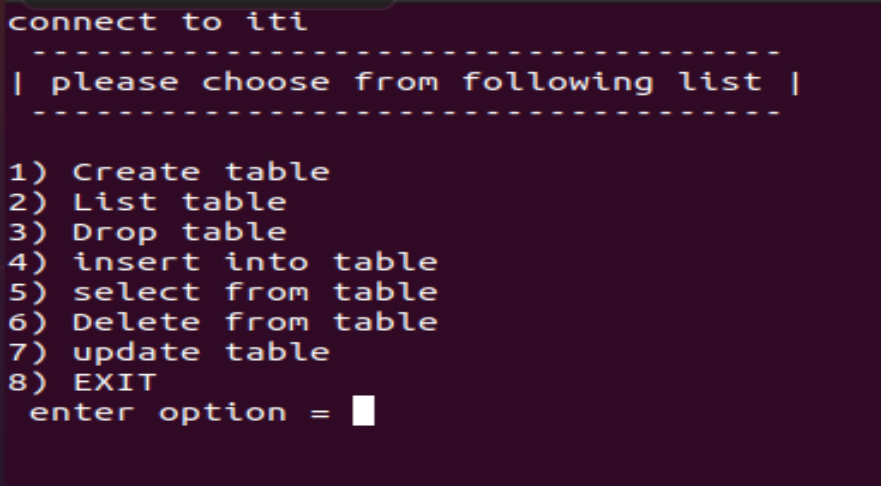 connect to iti
-----------------------------------
| please choose from following list |
-----------------------------------
1) Create table
2) List table
3) Drop table
4) insert into table
5) select from table
6) Delete from table
7) update table
8) EXIT
enter option =